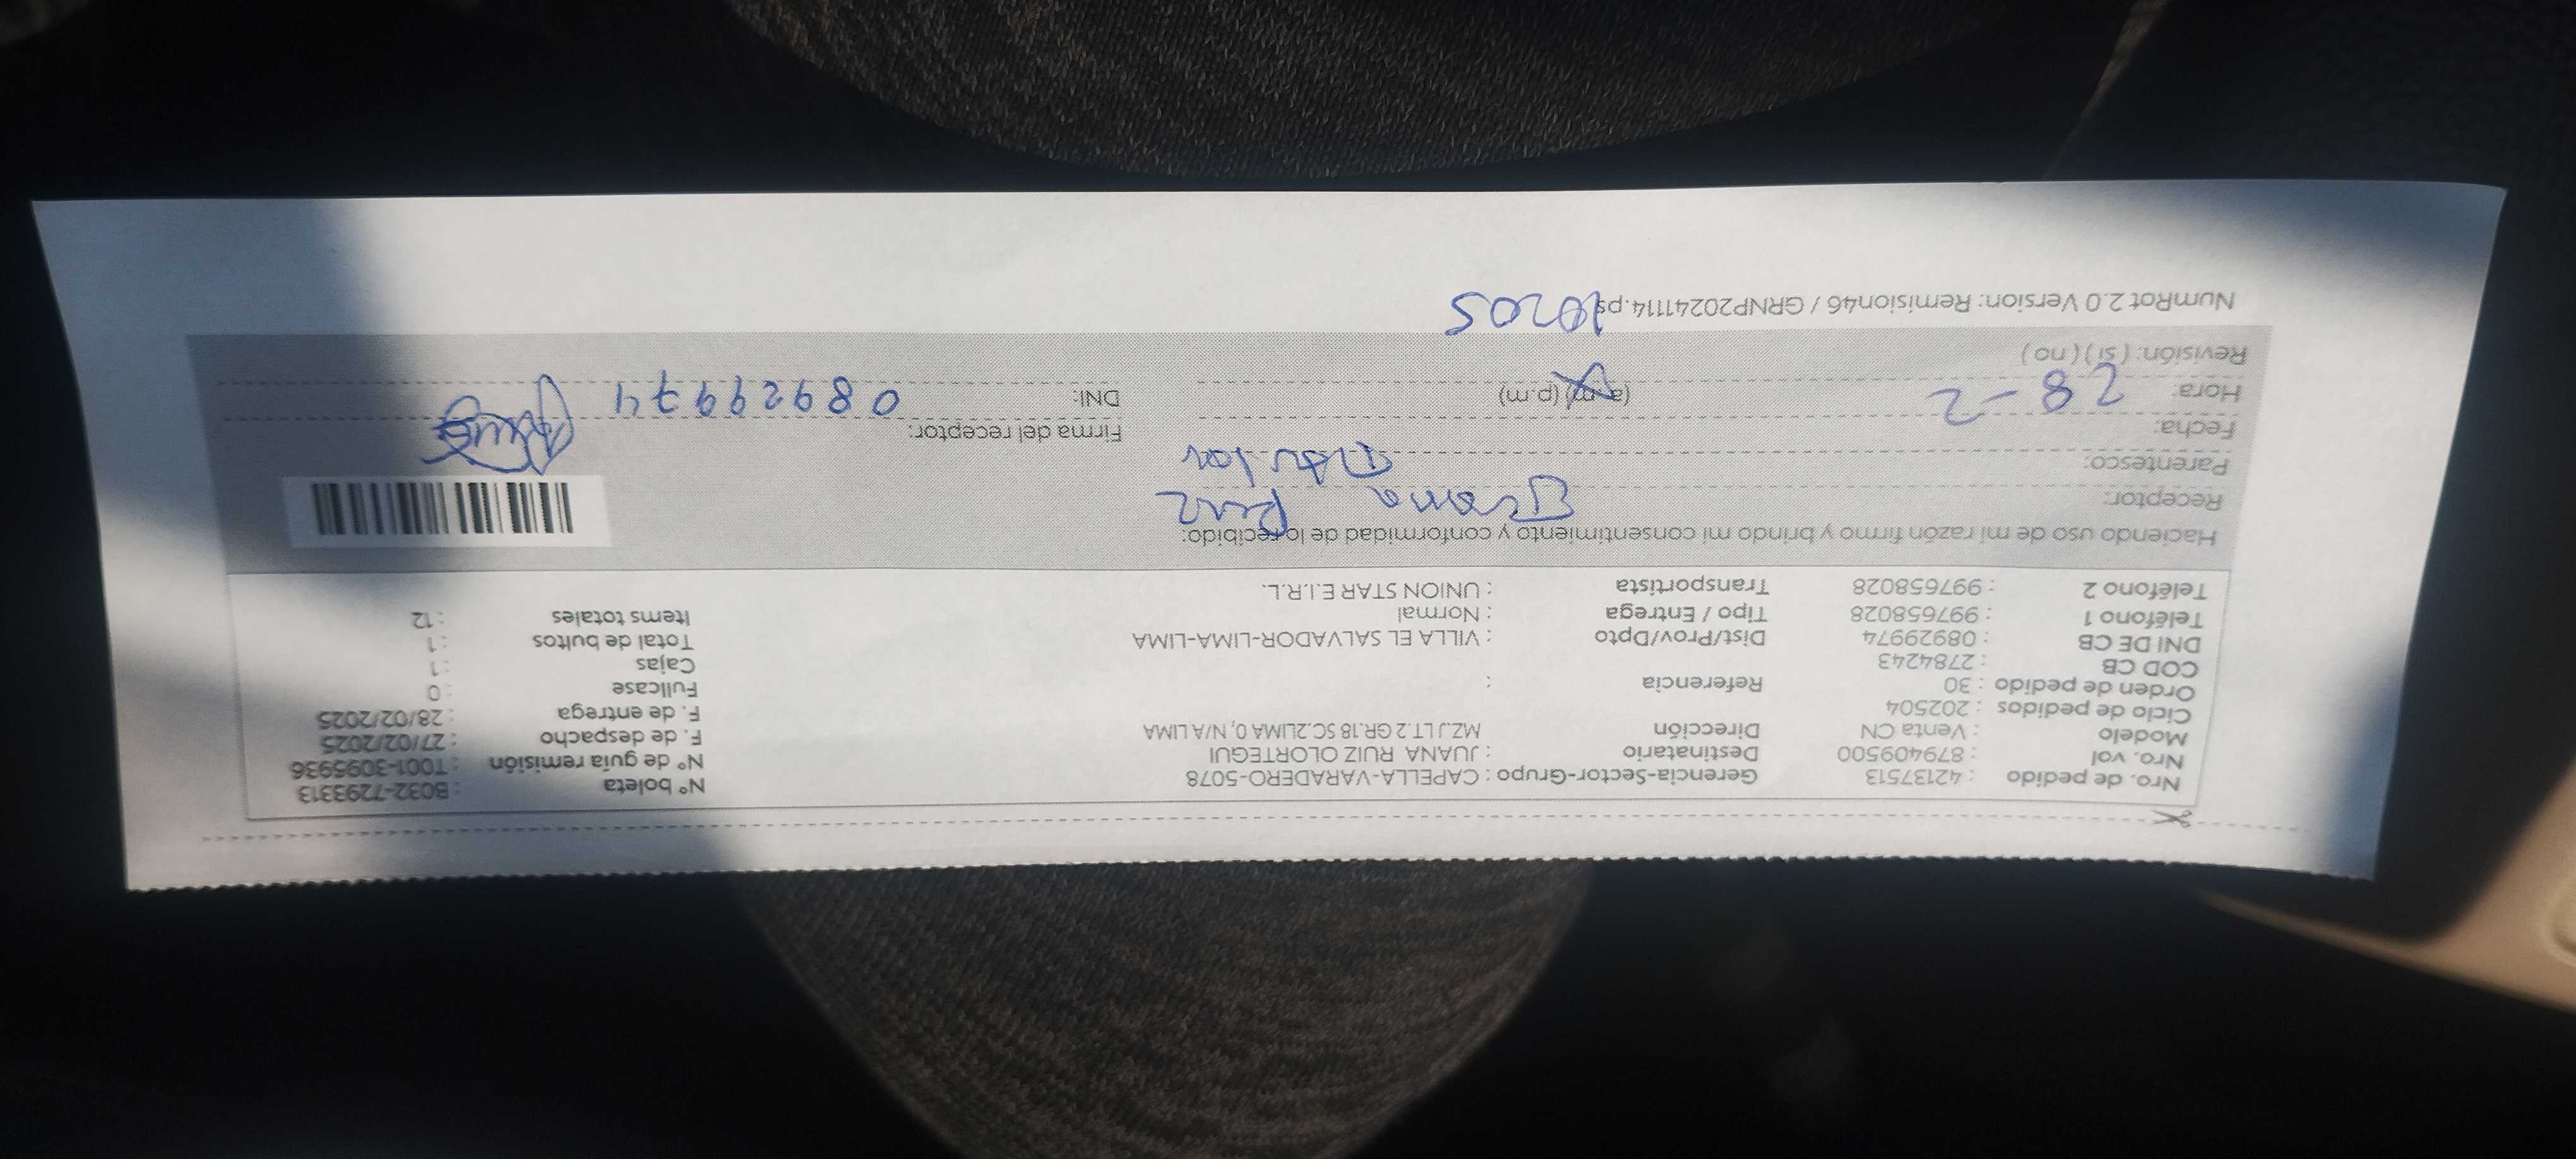 Nro. de pedido : 42137513 Gerencia-Sector-Grupo : CAPELLA-VARADERO-5078 N° boleta : B032-7293313
Nro. vol : 879409500 Destinatario : JUANA RUIZ OLORTEGUI N° de guía remisión : T001-3095936
Modelo : Venta CN Dirección MZ.J LT.2 GR.18 SC.2LIMA 0, N/A LIMA F. de despacho : 27/02/2025
Ciclo de pedidos : 202504 F. de entrega : 28/02/2025
Orden de pedido : 30 Referencia : Fullcase : 0
COD CB : 2784243 Cajas : 1
DNI DE CB : 08929974 Dist/Prov/Dpto : VILLA EL SALVADOR-LIMA-LIMA Total de bultos : 1
Teléfono 1 : 997658028 Tipo / Entrega : Normal Items totales : 12
Teléfono 2 : 997658028 Transportista : UNION STAR E.I.R.L.
Haciendo uso de mi razón firmo y brindo mi consentimiento y conformidad de lo recibido:
Receptor: Juana Ruiz
Parentesco: Titular
Fecha: Firma del receptor:
Hora: 28-2 (a.m) (p.m) DNI: 08929974
Revisión: (si) (no)
NumRot 2.0 Version: Remision46 / GRNP20241114.ps